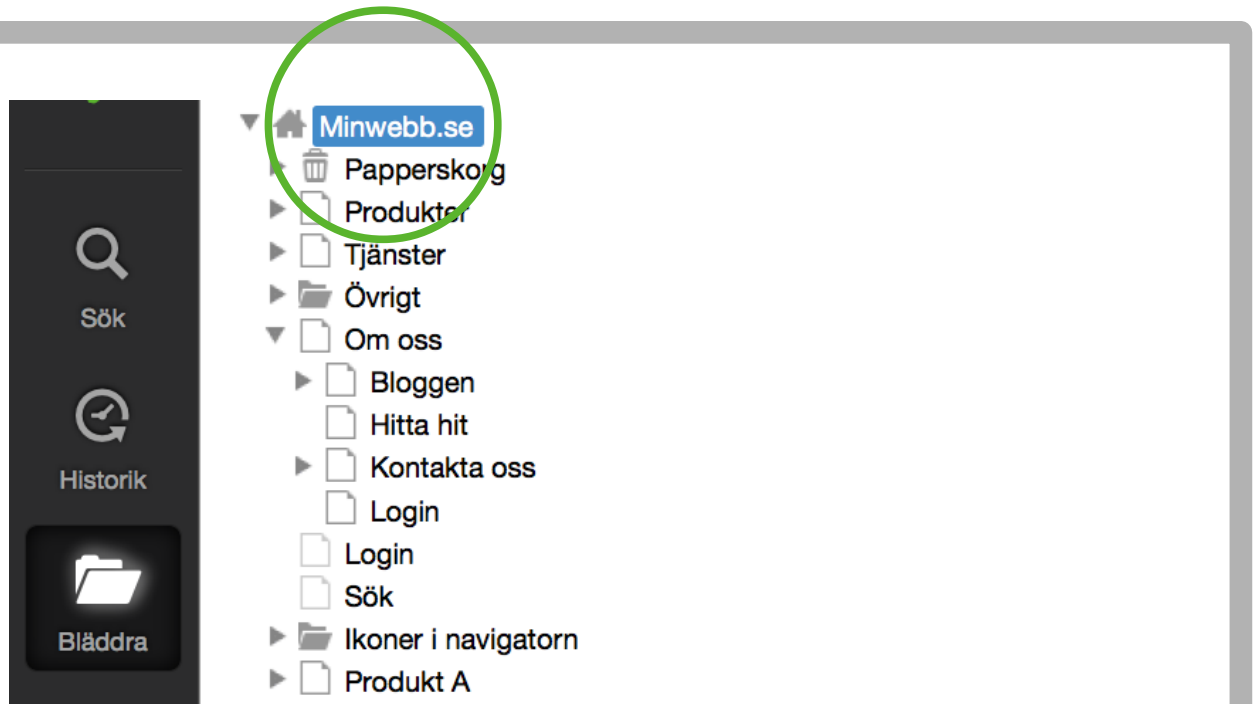 Sök
Historik
Bläddra
Minwebb.se
Papperskorg
Produkter
Tjänster
Övrigt
Om oss
Bloggen
Hitta hit
Kontakta oss
Login
Login
Sök
Ikoner i navigatorn
Produkt A